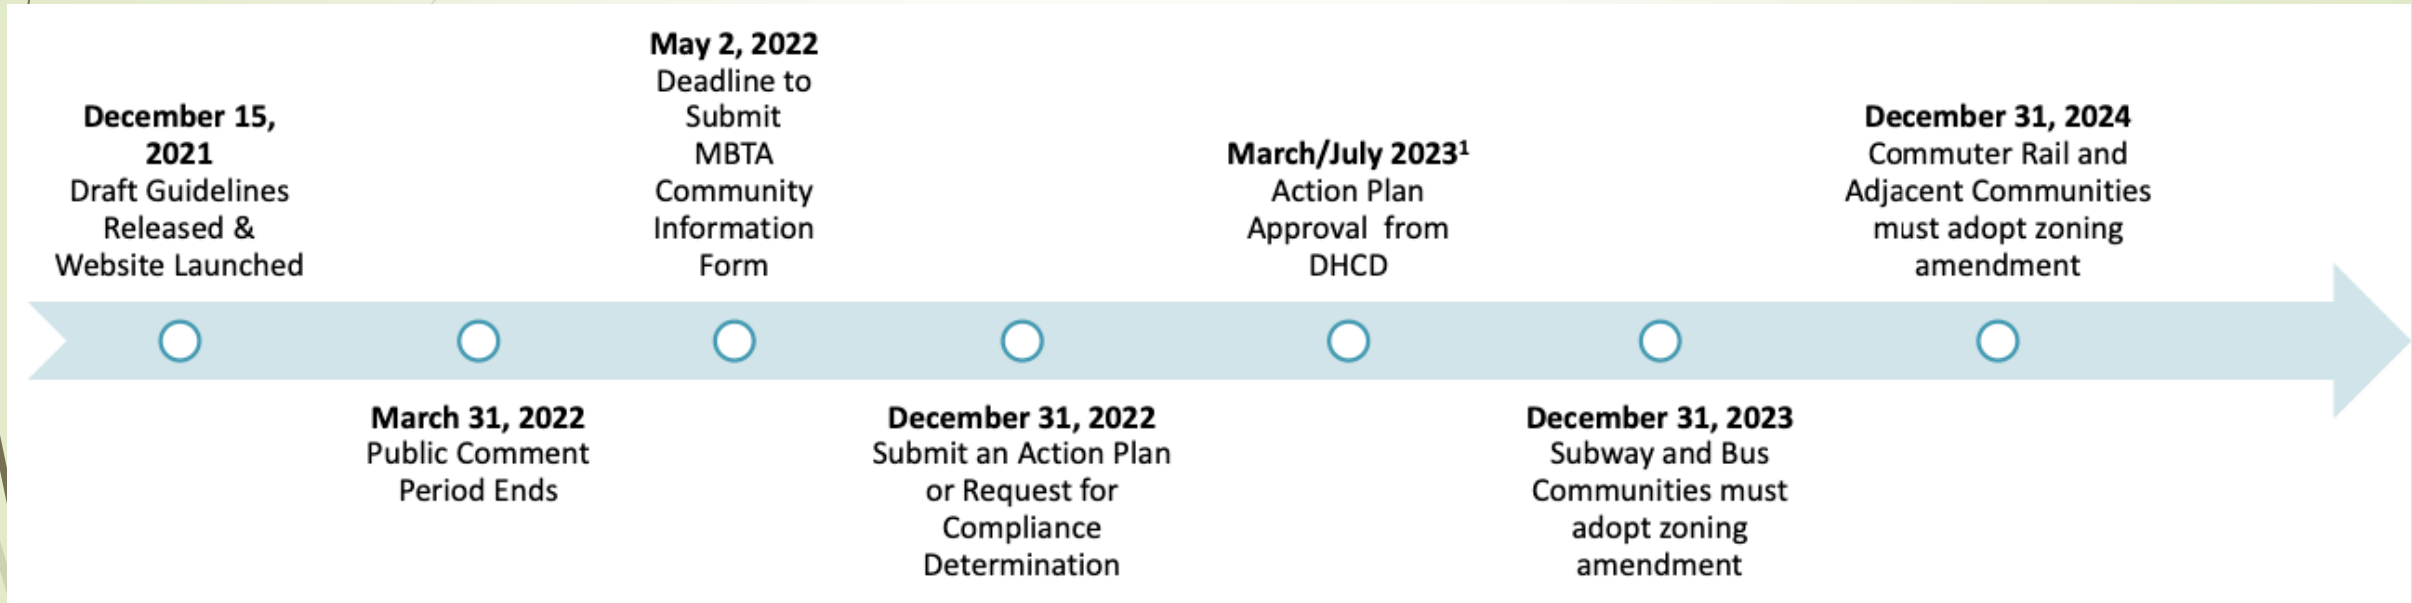 December 15,
2021
Draft Guidelines
Released &
Website Launched
March 31, 2022
Public Comment
Period Ends
May 2, 2022
Deadline to
Submit
MBTA
Community
Information
Form
December 31, 2022
Submit an Action Plan
or Request for
Compliance
Determination
March/July 2023¹
Action Plan
Approval from
DHCD
December 31, 2023
Subway and Bus
Communities must
adopt zoning
amendment
December 31, 2024
Commuter Rail and
Adjacent Communities
must adopt zoning
amendment